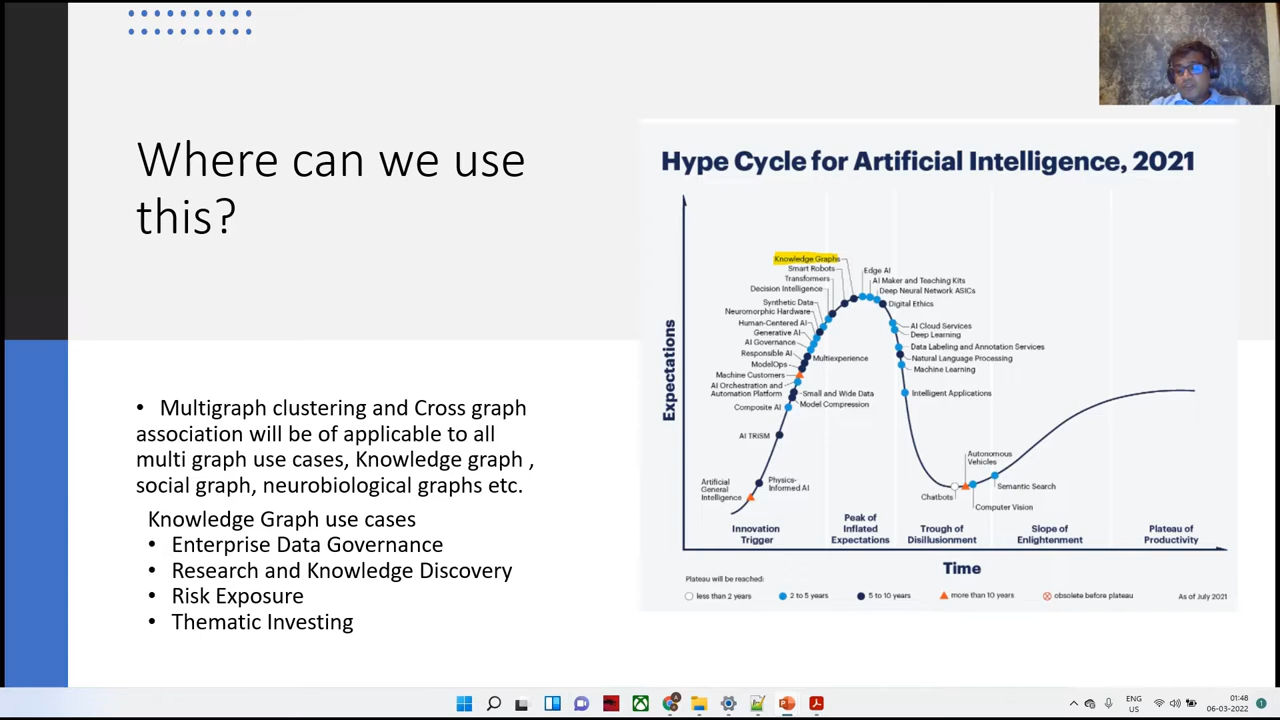 Where can we use
this?
• Multigraph clustering and Cross graph
association will be of applicable to all
multi graph use cases, Knowledge graph ,
social graph, neurobiological graphs etc.
Knowledge Graph use cases
• Enterprise Data Governance
• Research and Knowledge Discovery
• Risk Exposure
• Thematic Investing
Hype Cycle for Artificial Intelligence, 2021
Expectations
Knowledge Graphs
Smart Robots
Transformers
Decision Intelligence
Synthetic Data
Neuromorphic Hardware
Human-Centered AI
Generative AI
AI Governance
Responsible AI
Multiexperience
ModelOps
Machine Customers
AI Orchestration and
Automation Platform
Small and Wide Data
Model Compression
Composite AI
AI TRiSM
Artificial
General
Intelligence
Physics-
Informed AI
Edge AI
AI Maker and Teaching Kits
Deep Neural Network ASICs
Digital Ethics
AI Cloud Services
Deep Learning
Data Labeling and Annotation Services
Natural Language Processing
Machine Learning
Intelligent Applications
Autonomous
Vehicles
Chatbots
Semantic Search
Computer Vision
Innovation
Trigger
Peak of
Inflated
Expectations
Trough of
Disillusionment
Slope of
Enlightenment
Plateau of
Productivity
Time
Plateau will be reached:
less than 2 years
2 to 5 years
5 to 10 years
more than 10 years
obsolete before plateau
As of July 2021
ENG
US
01:48
06-03-2022
1